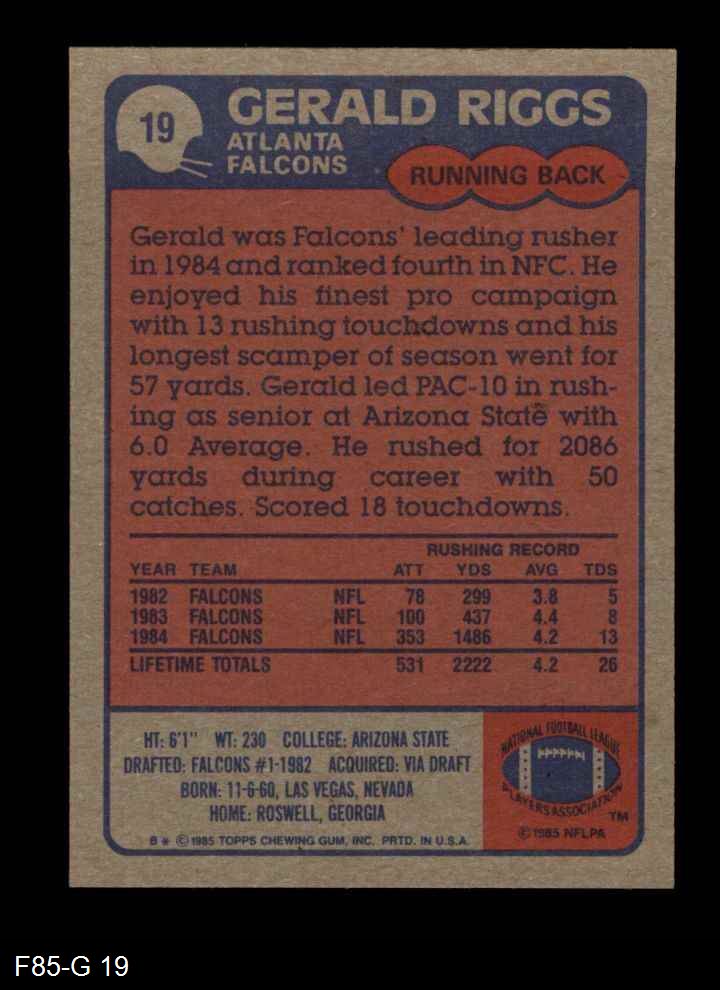 19
GERALD RIGGS
ATLANTA
FALCONS
RUNNING BACK
Gerald was Falcons' leading rusher
in 1984 and ranked fourth in NFC. He
enjoyed his finest pro campaign
with 13 rushing touchdowns and his
longest scamper of season went for
57 yards. Gerald led PAC-10 in rush-
ing as senior at Arizona State with
6.0 Average. He rushed for 2086
yards during career with 50
catches. Scored 18 touchdowns.
RUSHING RECORD
YEAR TEAM ATT YDS AVG TDS
1982 FALCONS NFL 78 299 3.8 5
1983 FALCONS NFL 100 437 4.4 8
1984 FALCONS NFL 353 1486 4.2 13
LIFETIME TOTALS 531 2222 4.2 26
HT: 6'1" WT: 230 COLLEGE: ARIZONA STATE
DRAFTED: FALCONS #1-1982 ACQUIRED: VIA DRAFT
BORN: 11-6-60, LAS VEGAS, NEVADA
HOME: ROSWELL, GEORGIA
B * © 1985 TOPPS CHEWING GUM, INC. PRTD. IN U.S.A.
NATIONAL FOOTBALL LEAGUE
PLAYERS ASSOCIATION
TM
© 1985 NFLPA
F85-G 19